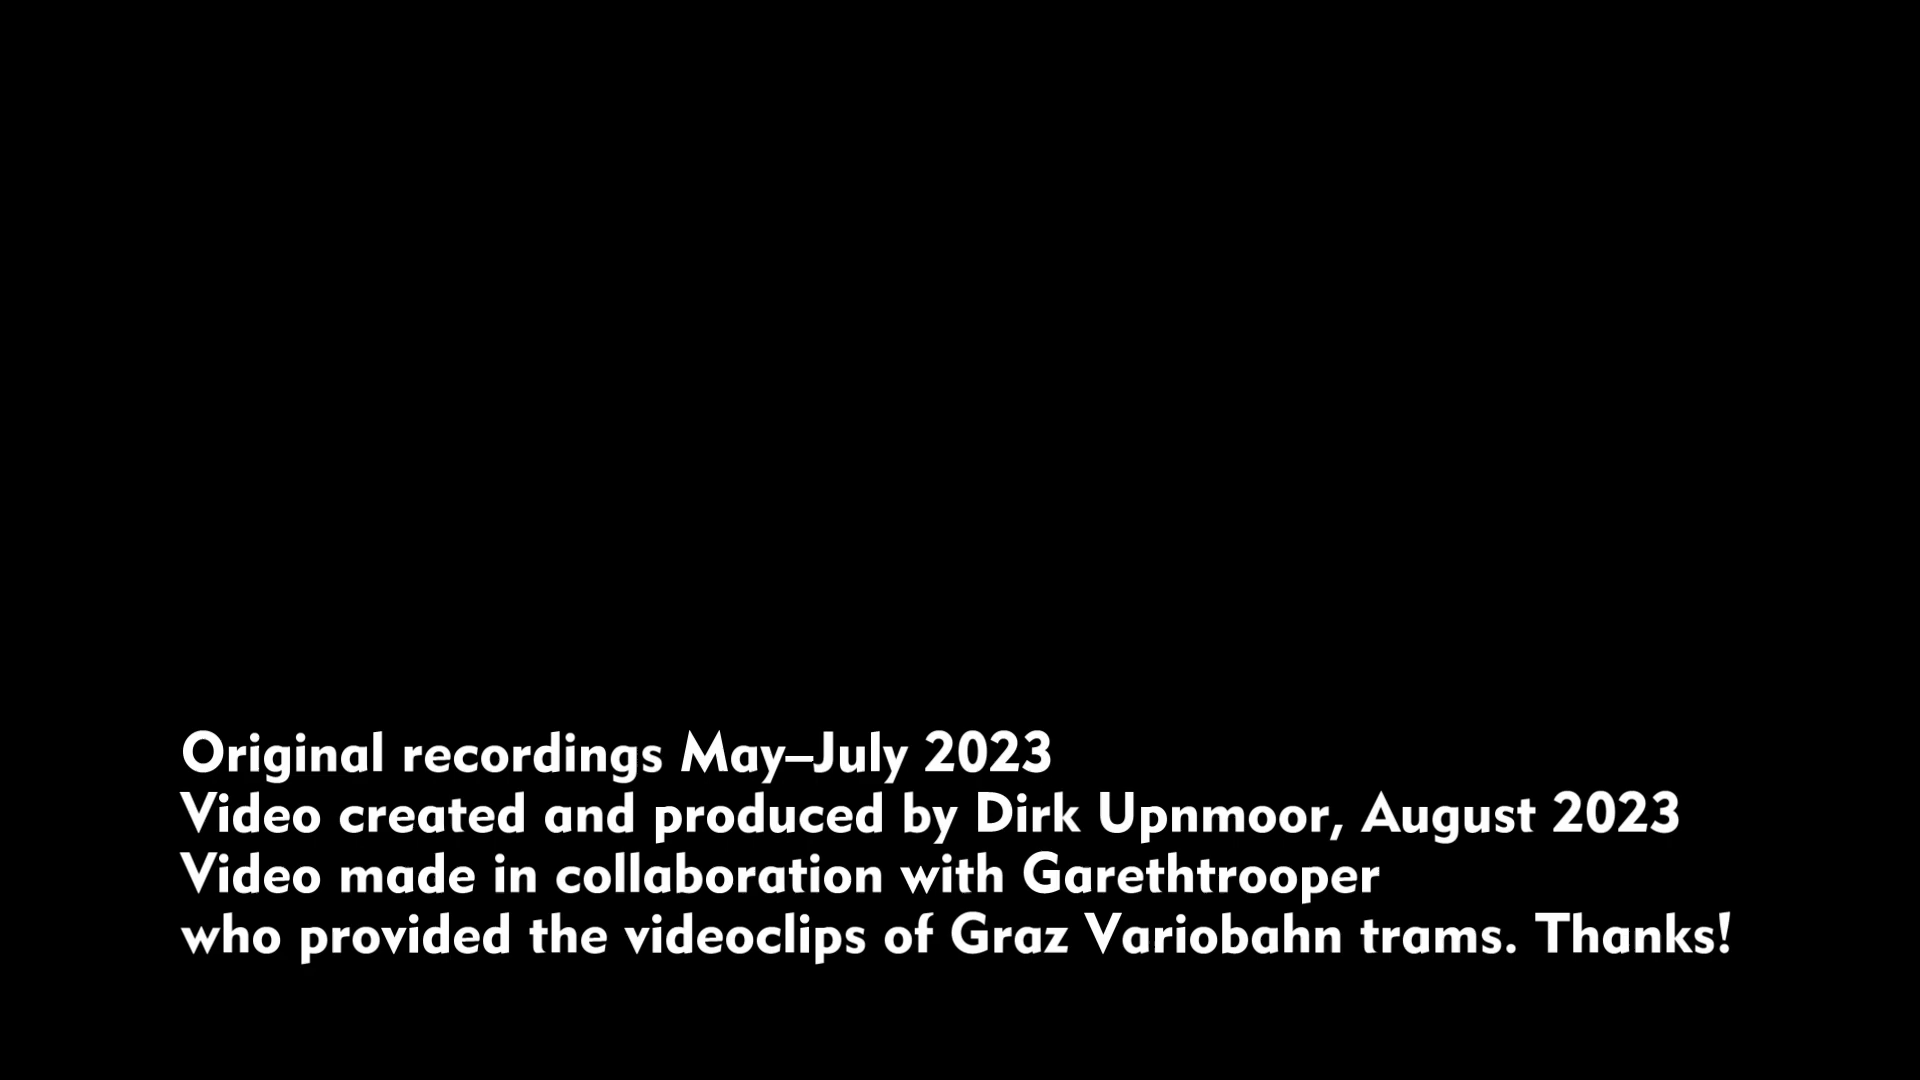 Original recordings May–July 2023
Video created and produced by Dirk Upnmoor, August 2023
Video made in collaboration with Garethtrooper
who provided the videoclips of Graz Variobahn trams. Thanks!